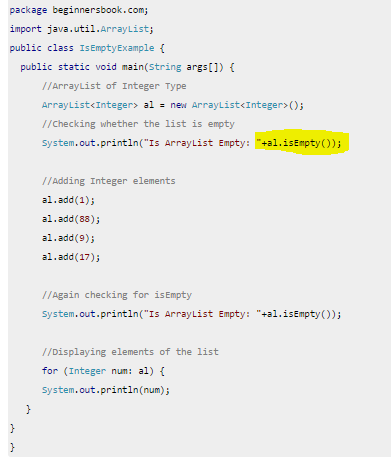 package beginnersbook.com;
import java.util.ArrayList;
public class IsEmptyExample {
public static void main(String args[]) {
//ArrayList of Integer Type
ArrayList<Integer> al = new ArrayList<Integer>();
//Checking whether the list is empty
System.out.println("Is ArrayList Empty: "+al.isEmpty());
//Adding Integer elements
al.add(1);
al.add(88);
al.add(9);
al.add(17);
//Again checking for isEmpty
System.out.println("Is ArrayList Empty: "+al.isEmpty());
//Displaying elements of the list
for (Integer num: al) {
System.out.println(num);
}
}
}